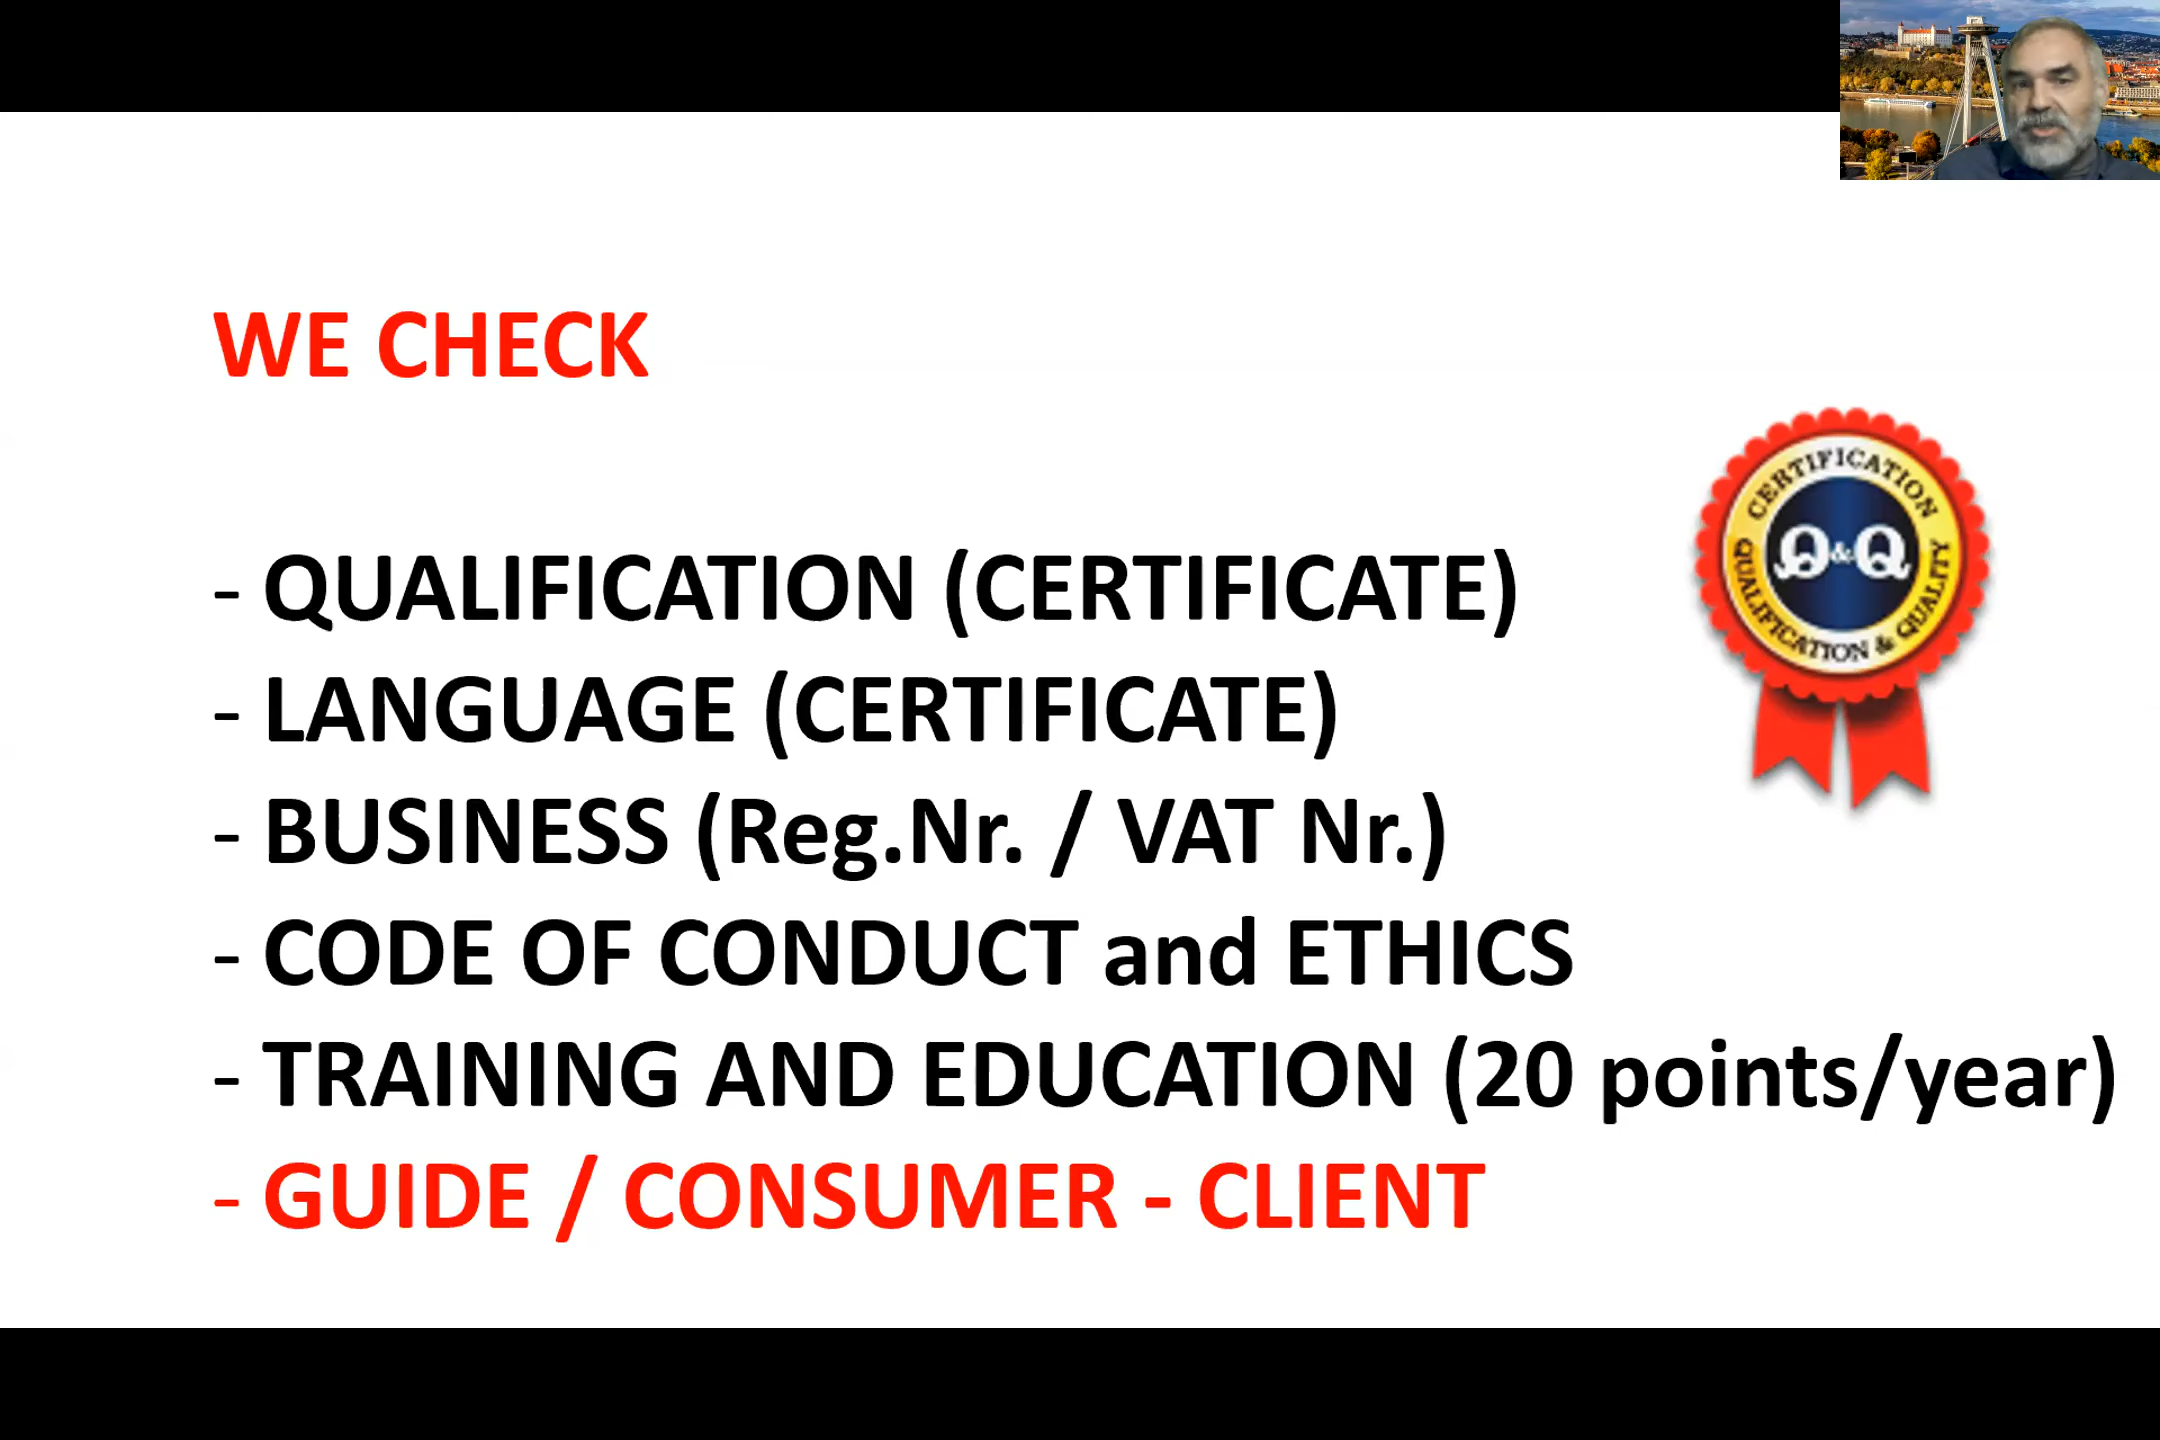 WE CHECK
- QUALIFICATION (CERTIFICATE)
- LANGUAGE (CERTIFICATE)
- BUSINESS (Reg.Nr. / VAT Nr.)
- CODE OF CONDUCT and ETHICS
- TRAINING AND EDUCATION (20 points/year)
- GUIDE / CONSUMER - CLIENT
CERTIFICATION
Q&Q
QUALIFICATION & QUALITY